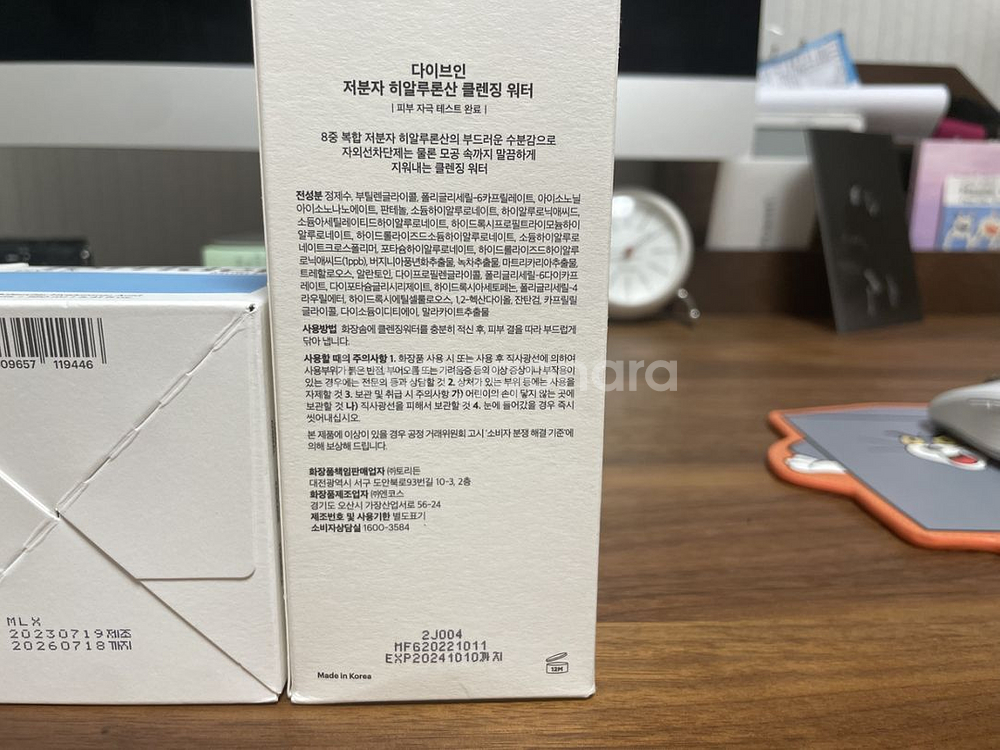 다이브인
저분자 히알루론산 클렌징 워터
| 피부 자극 테스트 완료 |
8중 복합 저분자 히알루론산의 부드러운 수분감으로
자외선차단제는 물론 모공 속까지 말끔하게
지워내는 클렌징 워터
전성분 정제수, 부틸렌글라이콜, 폴리글리세릴-6카프릴레이트, 아이소노닐
아이소노나노에이트, 판테놀, 소듐하이알루로네이트, 하이알루로닉애씨드,
소듐아세틸레이티드하이알루로네이트, 하이드록시프로필트라이모늄하이
알루로네이트, 하이드롤라이즈드소듐하이알루로네이트, 소듐하이알루로
네이트크로스폴리머, 포타슘하이알루로네이트, 하이드롤라이즈드하이알루
로닉애씨드(1ppb), 버지니아풍년화추출물, 녹차추출물, 마트리카리아추출물,
트레할로오스, 알란토인, 다이프로필렌글라이콜, 폴리글리세릴-6다이카프
레이트, 다이포타슘글리시리제이트, 하이드록시아세토페논, 폴리글리세릴-4
라우릴에터, 하이드록시에틸셀룰로오스, 1,2-헥산다이올, 잔탄검, 카프릴릴
글라이콜, 다이소듐이디티에이, 말라카이트추출물
사용방법 화장솜에 클렌징워터를 충분히 적신 후, 피부 결을 따라 부드럽게
닦아 냅니다.
사용할 때의 주의사항 1. 화장품 사용 시 또는 사용 후 직사광선에 의하여
사용부위가 붉은 반점, 부어오름 또는 가려움증 등의 이상 증상이나 부작용이
있는 경우에는 전문의 등과 상담할 것 2. 상처가 있는 부위 등에는 사용을
자제할 것 3. 보관 및 취급 시 주의사항 가) 어린이의 손이 닿지 않는 곳에
보관할 것 나) 직사광선을 피해서 보관할 것 4. 눈에 들어갔을 경우 즉시
씻어내십시오.
본 제품에 이상이 있을 경우 공정 거래위원회 고시 '소비자 분쟁 해결 기준'에
의해 보상해 드립니다.
화장품책임판매업자 ㈜토리든
대전광역시 서구 도안북로93번길 10-3, 2층
화장품제조업자 ㈜엔코스
경기도 오산시 가장산업서로 56-24
제조번호 및 사용기한 별도표기
소비자상담실 1600-3584
2J004
MFG20221011
EXP20241010까지
Made in Korea
12M
09657 119446
MLX
20230719제조
20260718까지